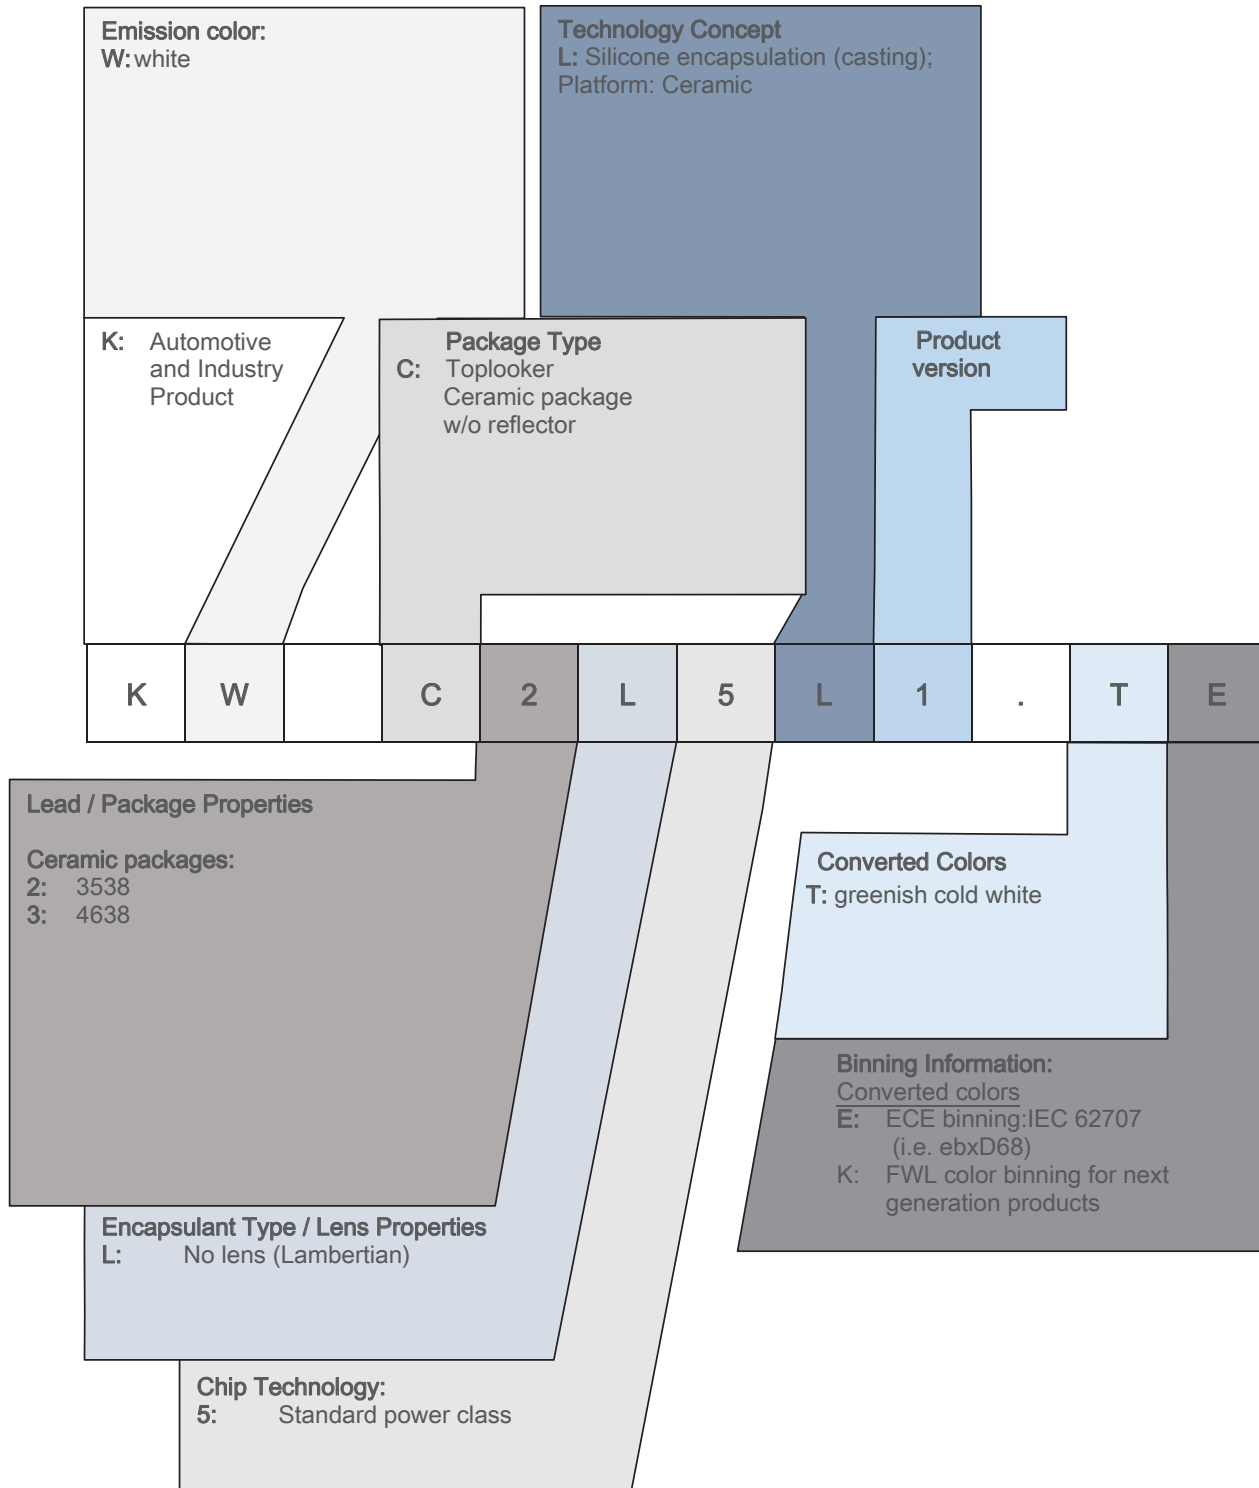 Emission color:
W: white
Technology Concept
L: Silicone encapsulation (casting);
Platform: Ceramic
K: Automotive
and Industry
Product
Package Type
C: Toplooker
Ceramic package
w/o reflector
Product
version
K W C 2 L 5 L 1 . T E
Lead / Package Properties
Ceramic packages:
2: 3538
3: 4638
Converted Colors
T: greenish cold white
Binning Information:
Converted colors
E: ECE binning:IEC 62707
(i.e. ebxD68)
K: FWL color binning for next
generation products
Encapsulant Type / Lens Properties
L: No lens (Lambertian)
Chip Technology:
5: Standard power class